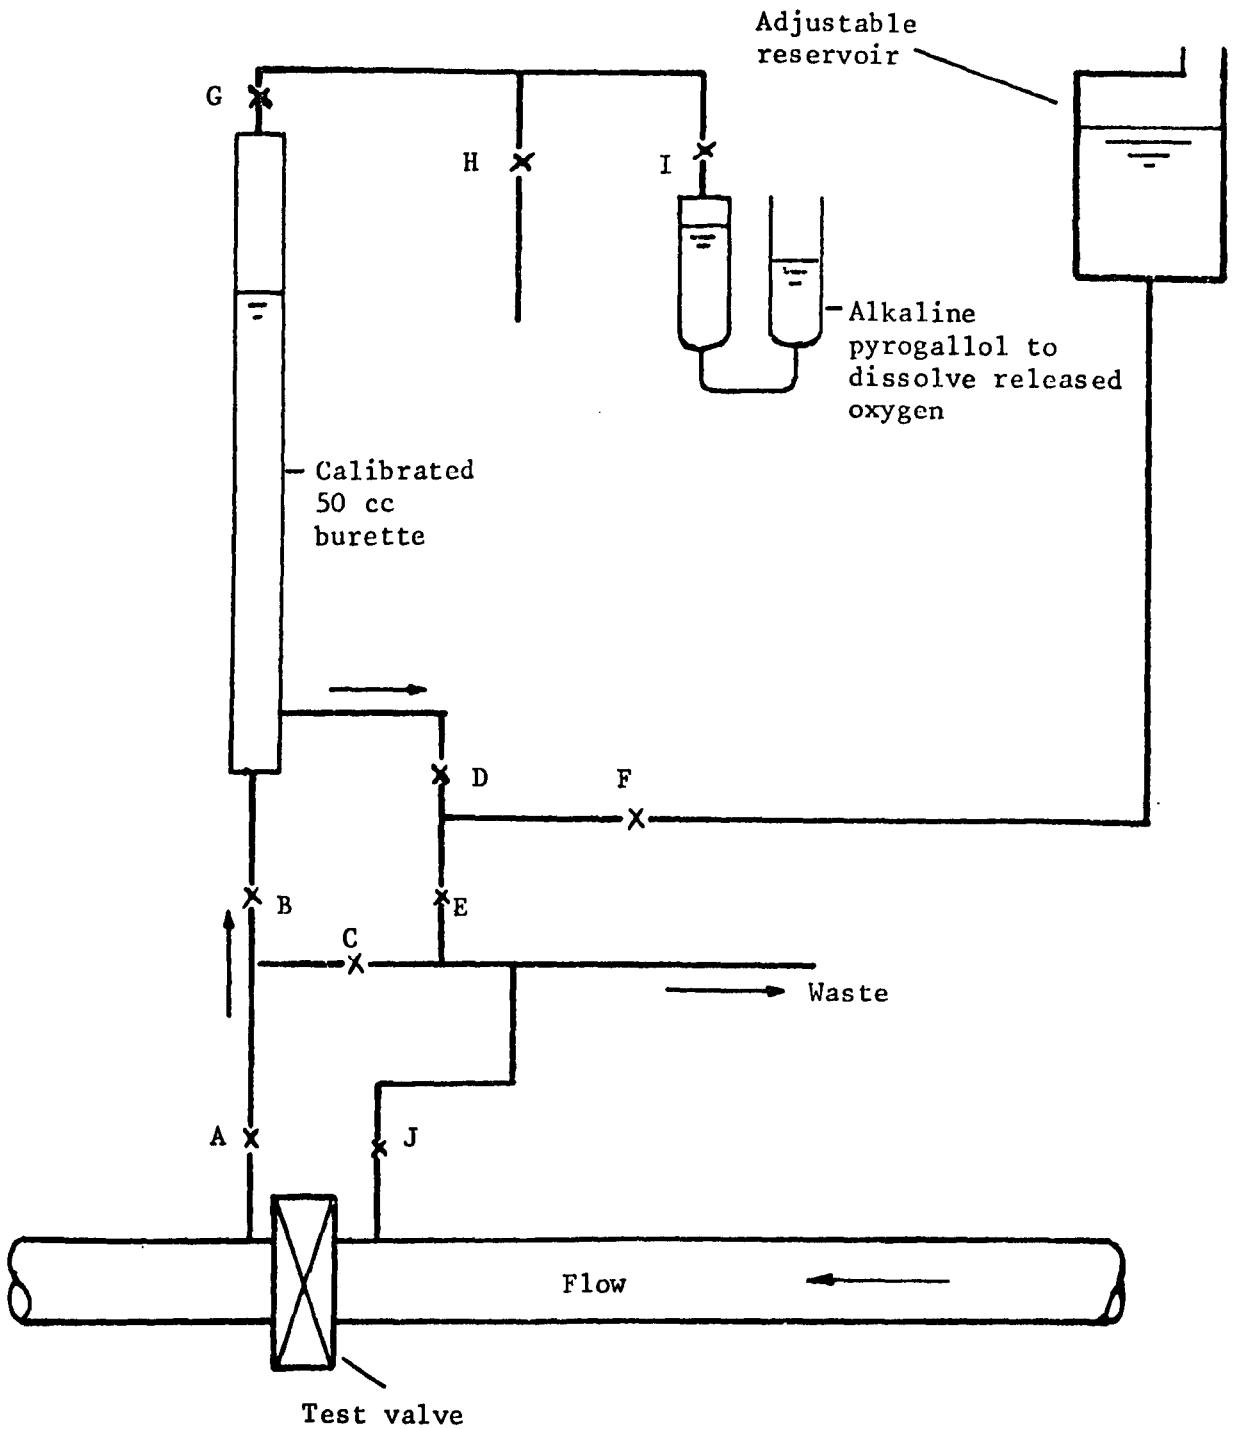 Adjustable
reservoir
G
H
I
Alkaline
pyrogallol to
dissolve released
oxygen
Calibrated
50 cc
burette
D
F
B
E
C
Waste
A
J
Flow
Test valve